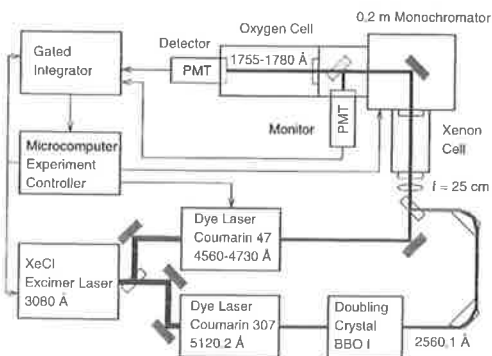 Oxygen Cell
0.2 m Monochromator
Detector
Gated
Integrator
PMT
1755-1780 Å
Monitor
PMT
Xenon
Cell
Microcomputer
Experiment
Controller
f = 25 cm
Dye Laser
Coumarin 47
4560-4730 Å
XeCl
Excimer Laser
3080 Å
Dye Laser
Coumarin 307
5120.2 Å
Doubling
Crystal
BBO I
2560.1 Å